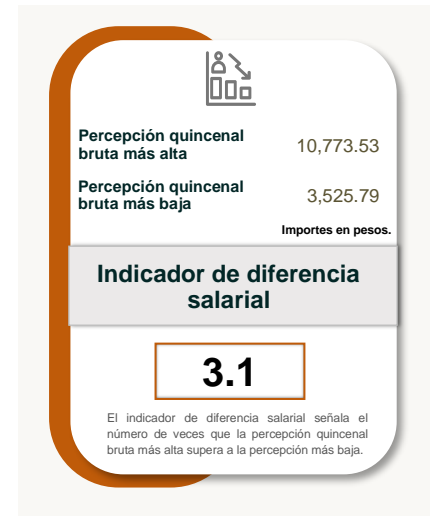 Percepción quincenal
bruta más alta
10,773.53
Percepción quincenal
bruta más baja
3,525.79
Importes en pesos.
Indicador de diferencia
salarial
3.1
El indicador de diferencia salarial señala el
número de veces que la percepción quincenal
bruta más alta supera a la percepción más baja.